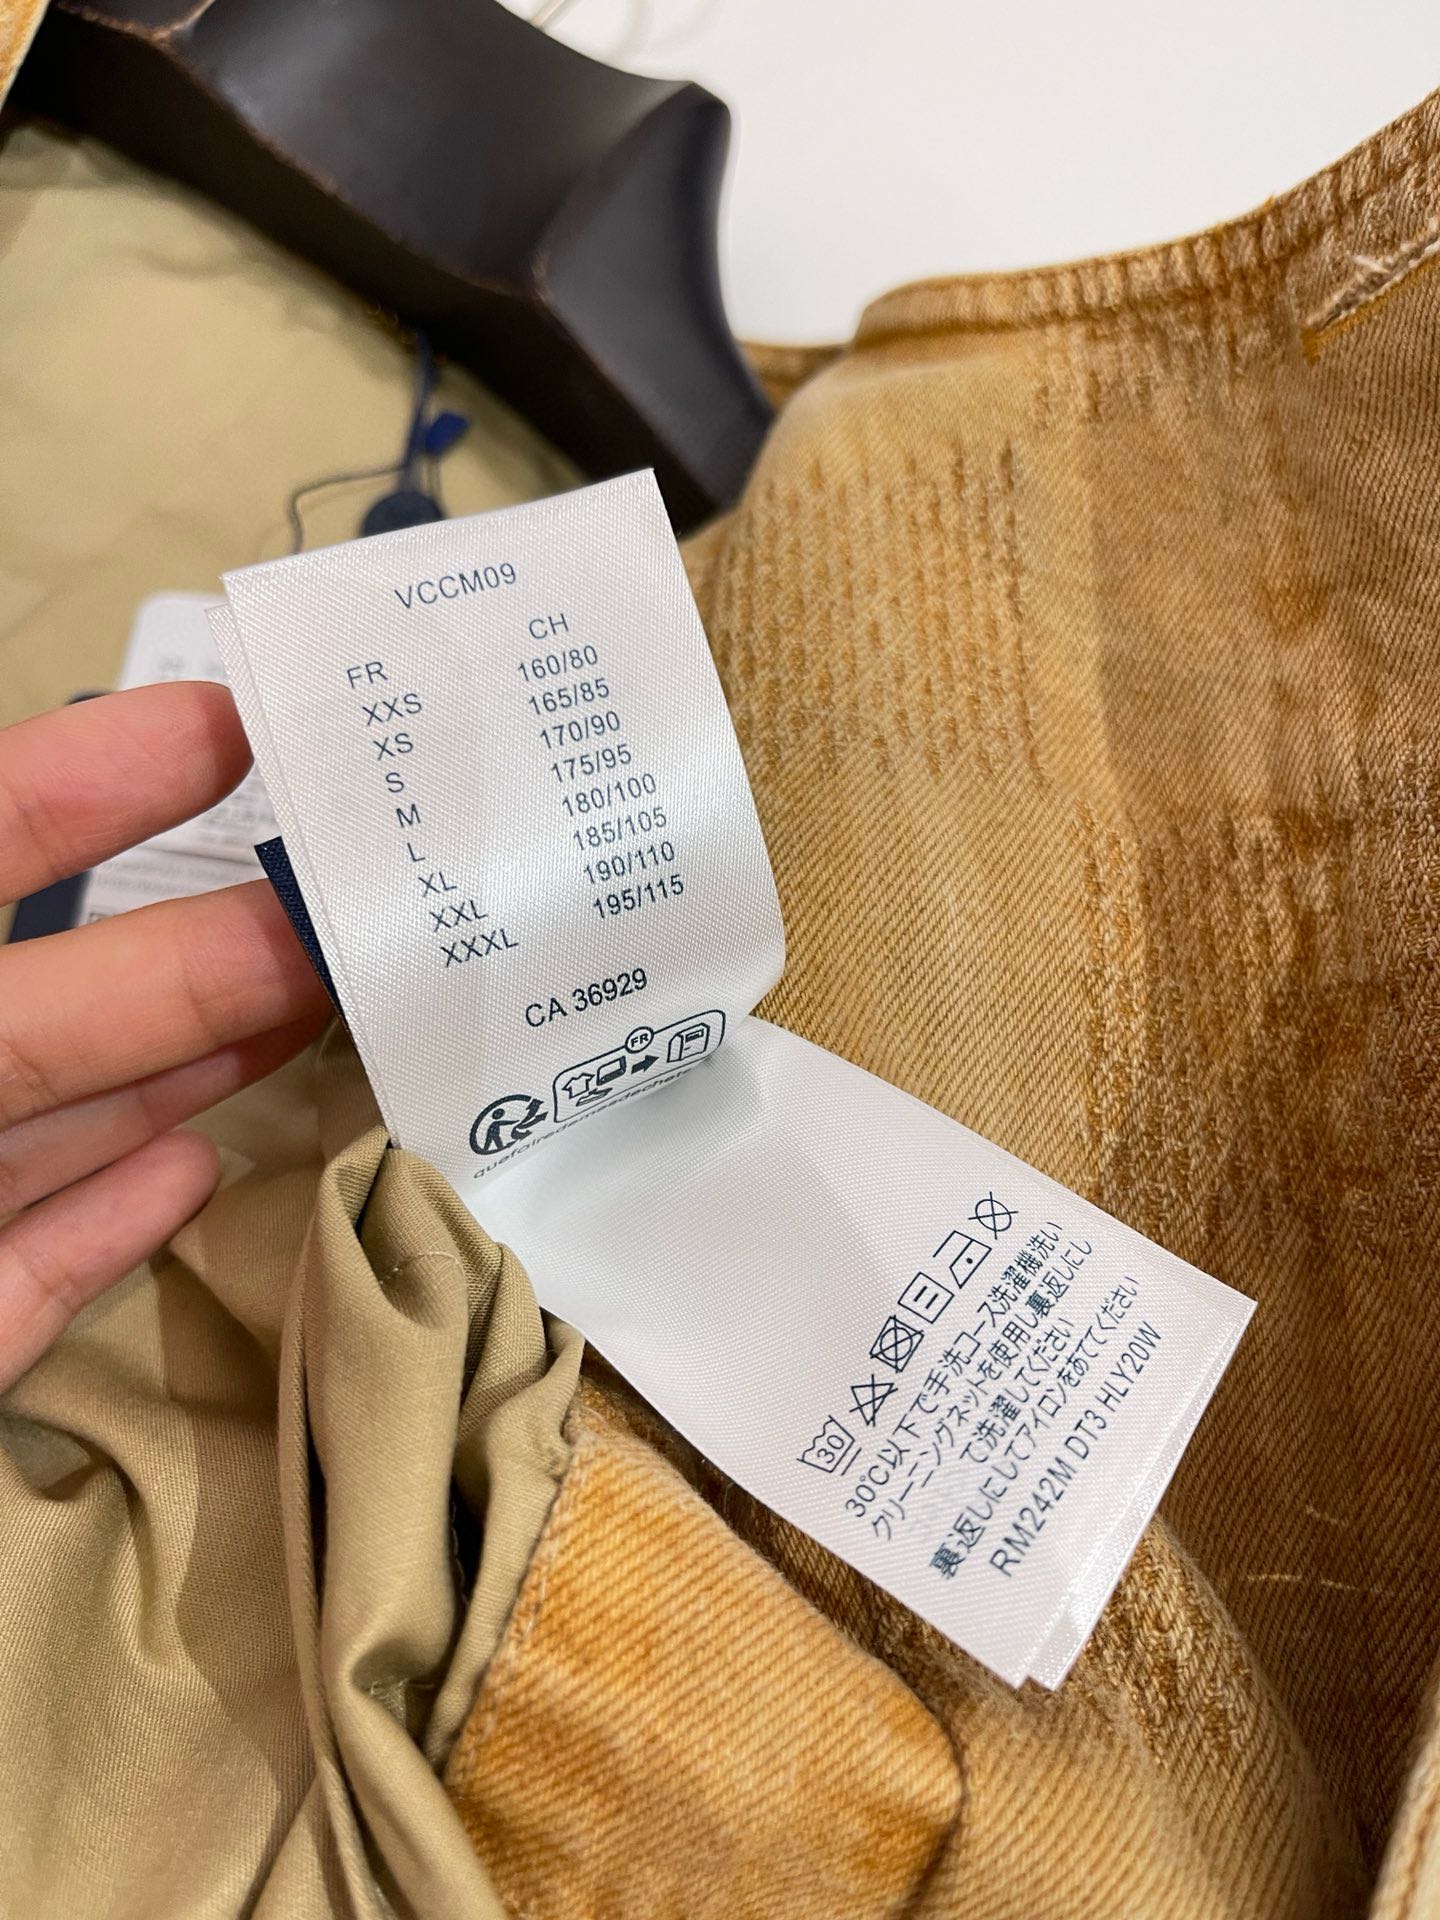 VCCM09
FR CH
XXS 160/80
XS 165/85
S 170/90
M 175/95
L 180/100
XL 185/105
XXL 190/110
XXXL 195/115
CA 36929
FR
quefairedemesdechets
30
30℃以下で手洗コース洗濯機洗い
クリーニングネットを使用し裏返しにし
て洗濯してください
裏返しにしてアイロンをあててください
RM242M DT3 HLY20W